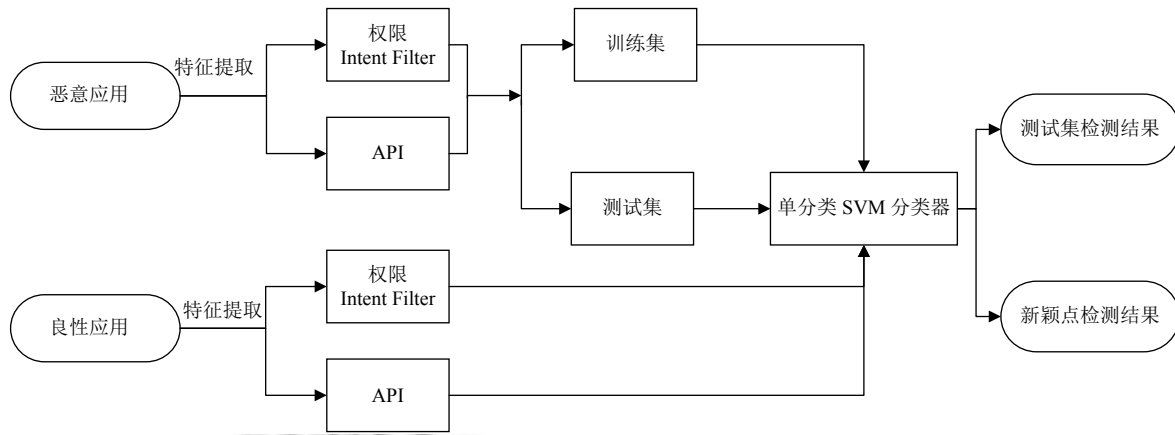 恶意应用
特征提取
权限
Intent Filter
API
训练集
测试集
单分类 SVM 分类器
测试集检测结果
新颖点检测结果
良性应用
特征提取
权限
Intent Filter
API